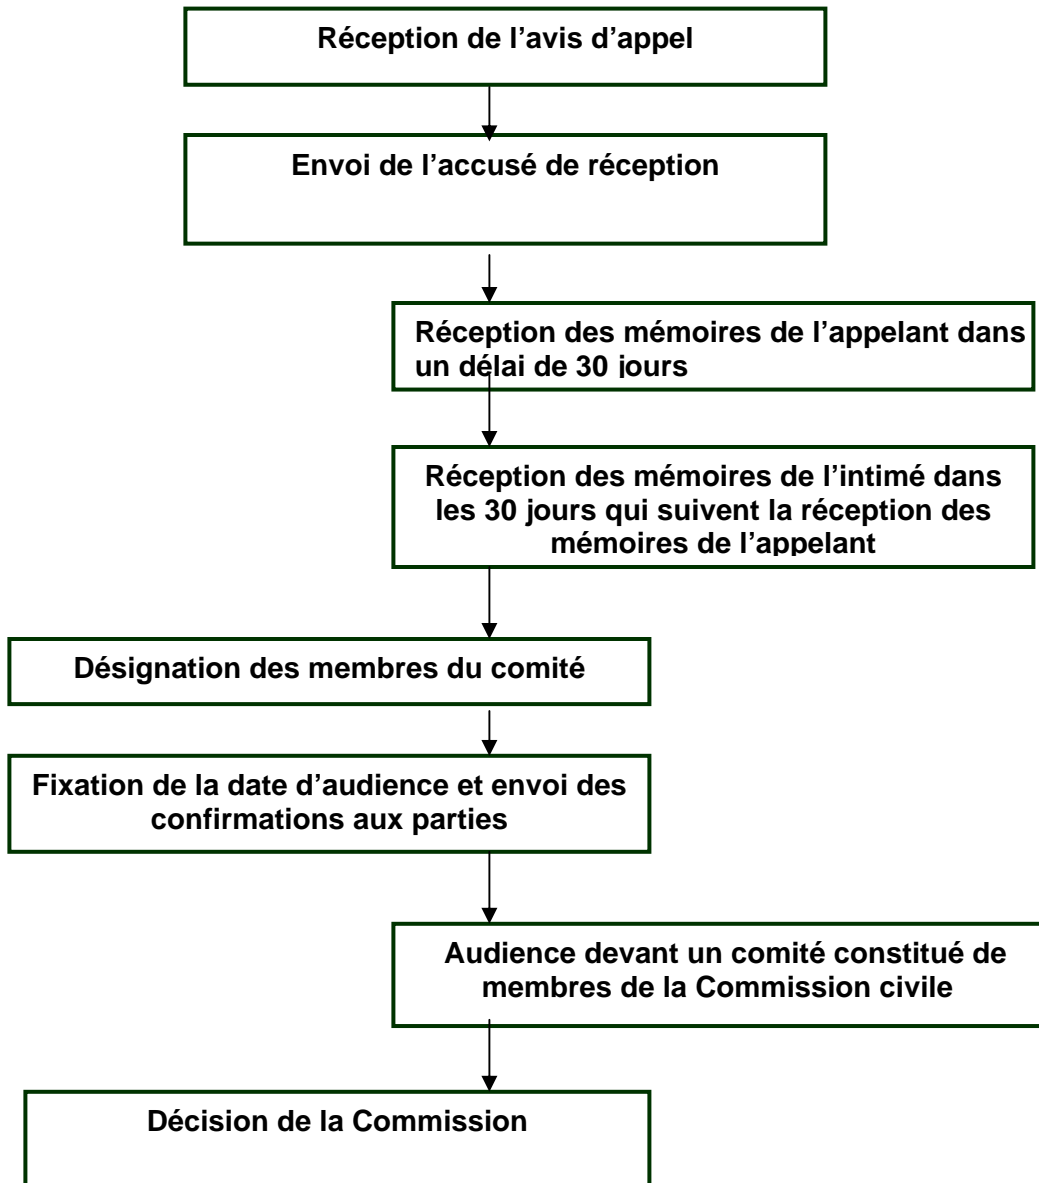 Réception de l’avis d’appel
Envoi de l’accusé de réception
Réception des mémoires de l’appelant dans
un délai de 30 jours
Réception des mémoires de l’intimé dans
les 30 jours qui suivent la réception des
mémoires de l’appelant
Désignation des membres du comité
Fixation de la date d’audience et envoi des
confirmations aux parties
Audience devant un comité constitué de
membres de la Commission civile
Décision de la Commission